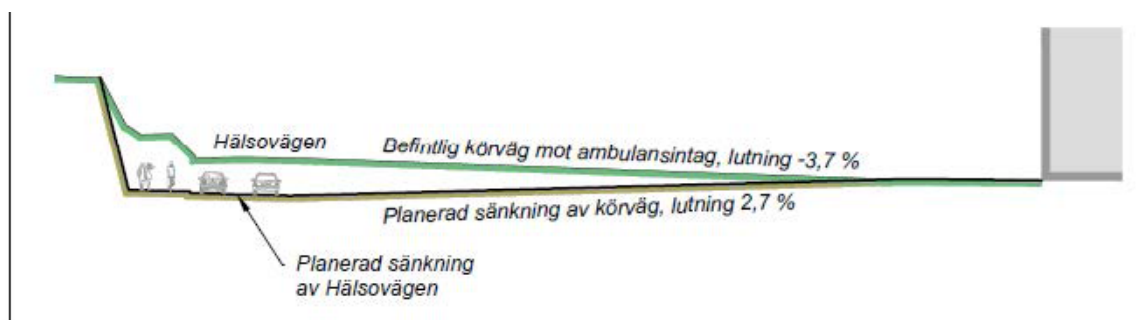 Hälsovägen
Befintlig körväg mot ambulansintag, lutning -3,7 %
Planerad sänkning av körväg, lutning 2,7 %
Planerad sänkning
av Hälsovägen